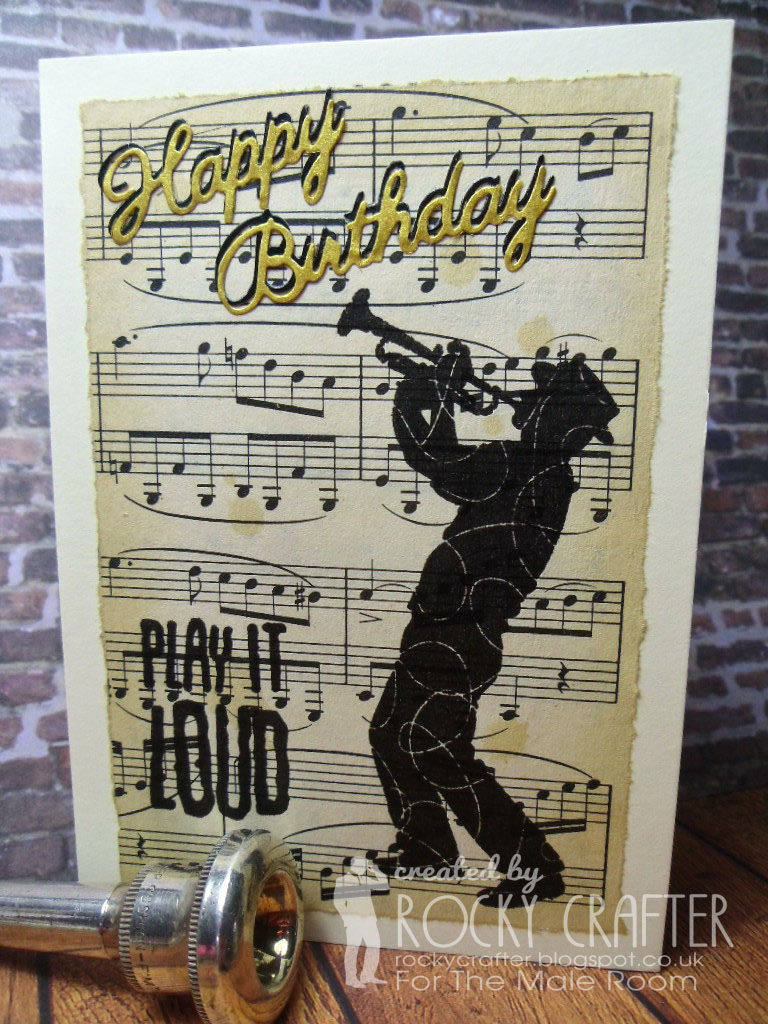 Happy
Birthday
PLAY IT
LOUD
created by
ROCKY CRAFTER
rockycrafter.blogspot.co.uk
For The Male Room